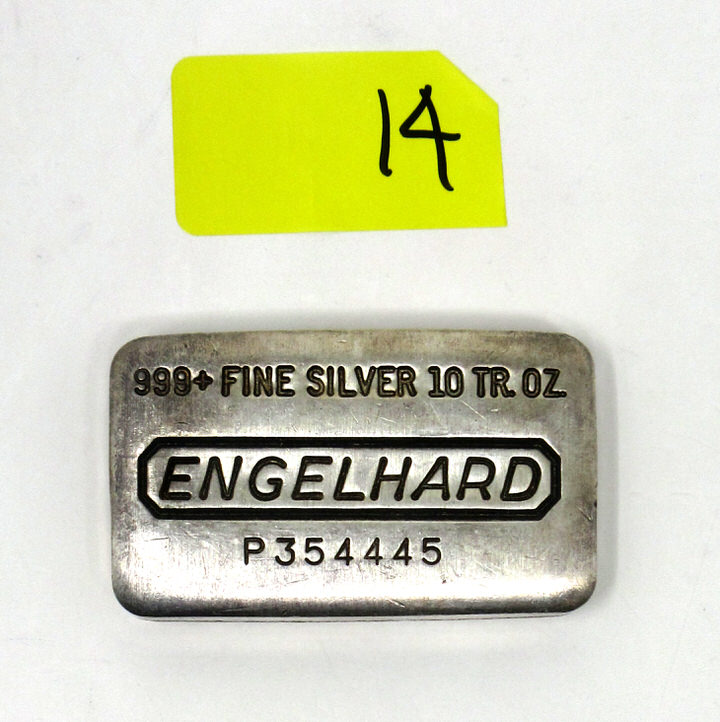 14
999+ FINE SILVER 10 TR. OZ.
ENGELHARD
P354445